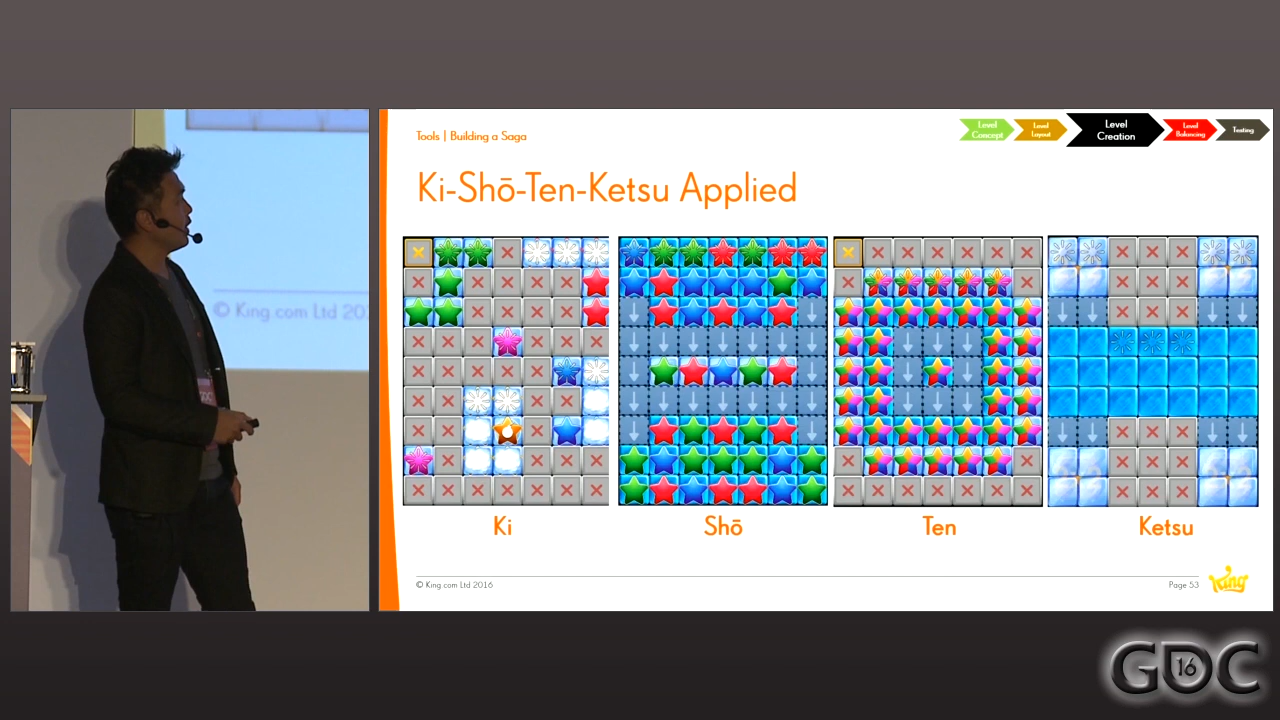 Tools | Building a Saga
Level
Concept
Level
Layout
Level
Creation
Level
Balancing
Testing
Ki-Shō-Ten-Ketsu Applied
© King.com Ltd 20
Ki
Shō
Ten
Ketsu
© King.com Ltd 2016
Page 53
King
GDC
16